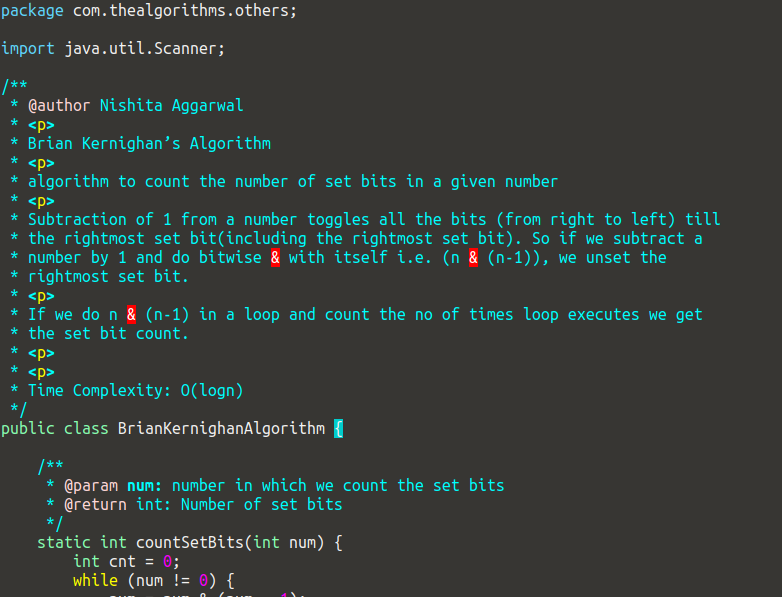 package com.thealgorithms.others;
import java.util.Scanner;
/**
* @author Nishita Aggarwal
* <p>
* Brian Kernighan’s Algorithm
* <p>
* algorithm to count the number of set bits in a given number
* <p>
* Subtraction of 1 from a number toggles all the bits (from right to left) till
* the rightmost set bit(including the rightmost set bit). So if we subtract a
* number by 1 and do bitwise & with itself i.e. (n & (n-1)), we unset the
* rightmost set bit.
* <p>
* If we do n & (n-1) in a loop and count the no of times loop executes we get
* the set bit count.
* <p>
* <p>
* Time Complexity: O(logn)
*/
public class BrianKernighanAlgorithm {
/**
* @param num: number in which we count the set bits
* @return int: Number of set bits
*/
static int countSetBits(int num) {
int cnt = 0;
while (num != 0) {